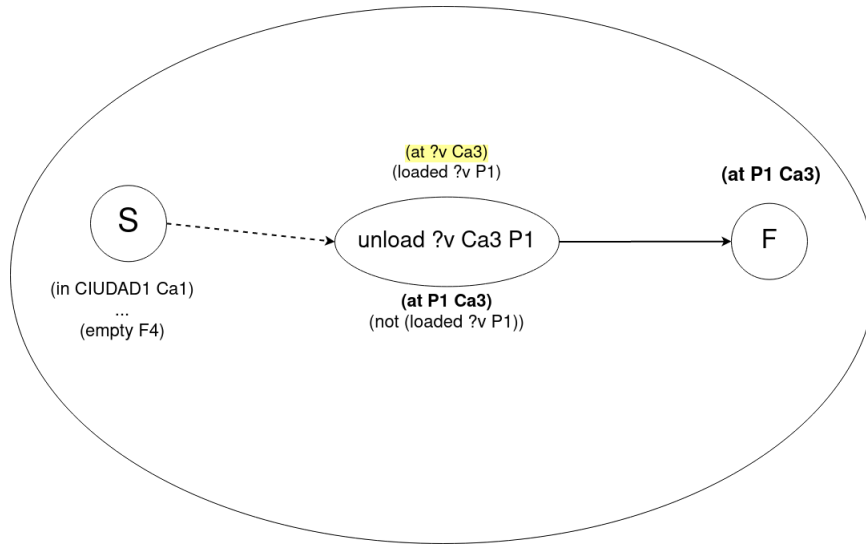 S
(in CIUDAD1 Ca1)
...
(empty F4)
(at ?v Ca3)
(loaded ?v P1)
unload ?v Ca3 P1
(at P1 Ca3)
(not (loaded ?v P1))
(at P1 Ca3)
F